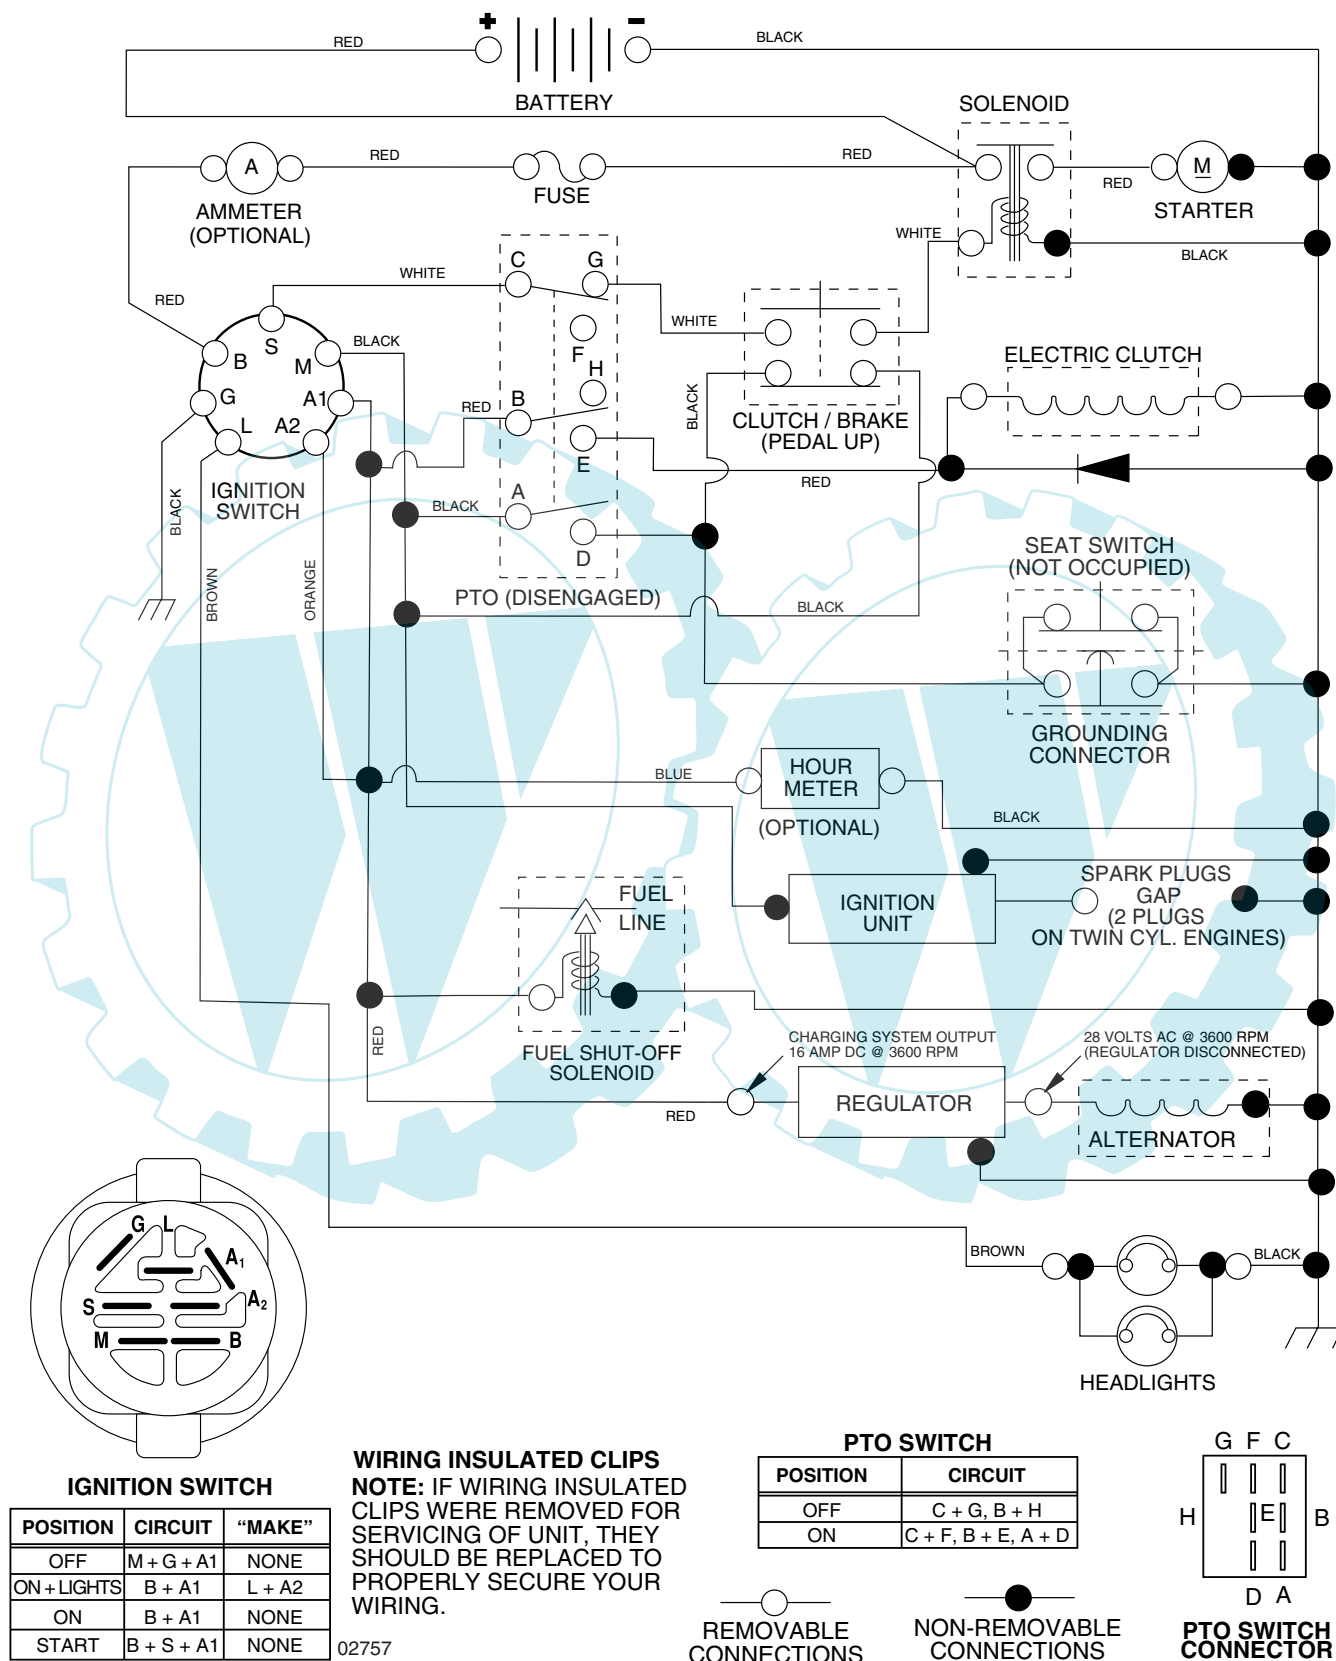 +
-
RED
BLACK
BATTERY
SOLENOID
A
RED
RED
FUSE
M
RED
AMMETER
(OPTIONAL)
STARTER
WHITE
BLACK
C
G
WHITE
RED
WHITE
S
B
M
BLACK
F
H
ELECTRIC CLUTCH
G
A1
B
RED
BLACK
CLUTCH / BRAKE
(PEDAL UP)
L
A2
E
RED
IGNITION
SWITCH
A
BLACK
BLACK
D
SEAT SWITCH
(NOT OCCUPIED)
BROWN
ORANGE
PTO (DISENGAGED)
BLACK
GROUNDING
CONNECTOR
BLUE
HOUR
METER
(OPTIONAL)
BLACK
FUEL
LINE
IGNITION
UNIT
SPARK PLUGS
GAP
(2 PLUGS
ON TWIN CYL. ENGINES)
RED
FUEL SHUT-OFF
SOLENOID
CHARGING SYSTEM OUTPUT
16 AMP DC @ 3600 RPM
28 VOLTS AC @ 3600 RPM
(REGULATOR DISCONNECTED)
RED
REGULATOR
ALTERNATOR
G L
A1
S
A2
M
B
BROWN
BLACK
HEADLIGHTS
IGNITION SWITCH
POSITION CIRCUIT “MAKE”
OFF M + G + A1 NONE
ON + LIGHTS B + A1 L + A2
ON B + A1 NONE
START B + S + A1 NONE
WIRING INSULATED CLIPS
NOTE: IF WIRING INSULATED
CLIPS WERE REMOVED FOR
SERVICING OF UNIT, THEY
SHOULD BE REPLACED TO
PROPERLY SECURE YOUR
WIRING.
02757
PTO SWITCH
POSITION CIRCUIT
OFF C + G, B + H
ON C + F, B + E, A + D
REMOVABLE
CONNECTIONS
NON-REMOVABLE
CONNECTIONS
G F C
H E B
D A
PTO SWITCH
CONNECTOR